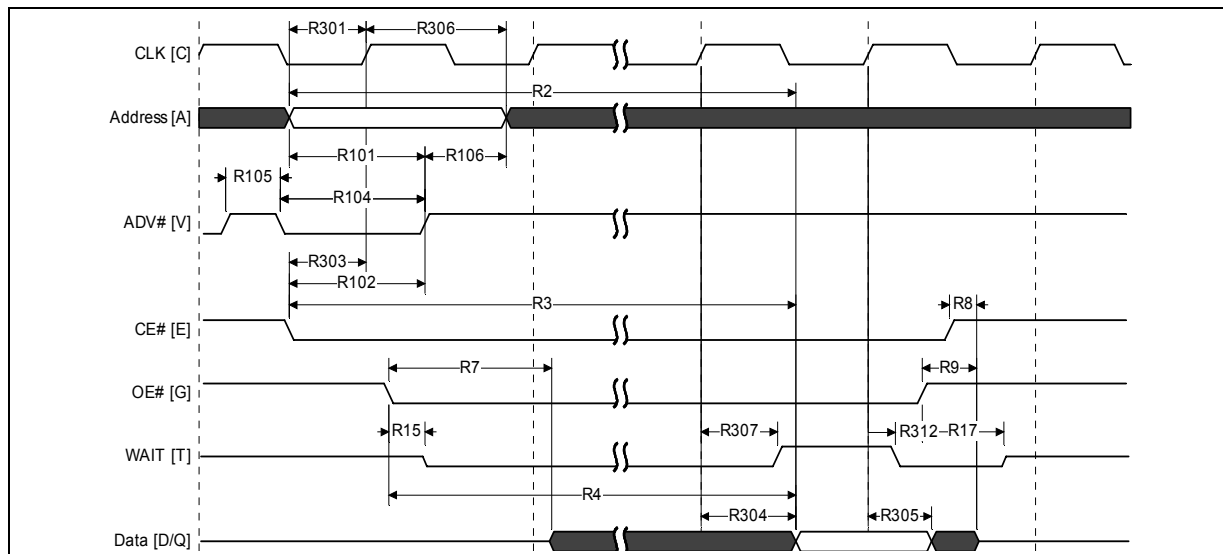 R301 R306
CLK [C]
R2
Address [A]
R101 R106
R105
R104
ADV# [V]
R303
R102
R3
R8
CE# [E]
R7
R9
OE# [G]
R15
R307
R312 R17
WAIT [T]
R4
R304
R305
Data [D/Q]